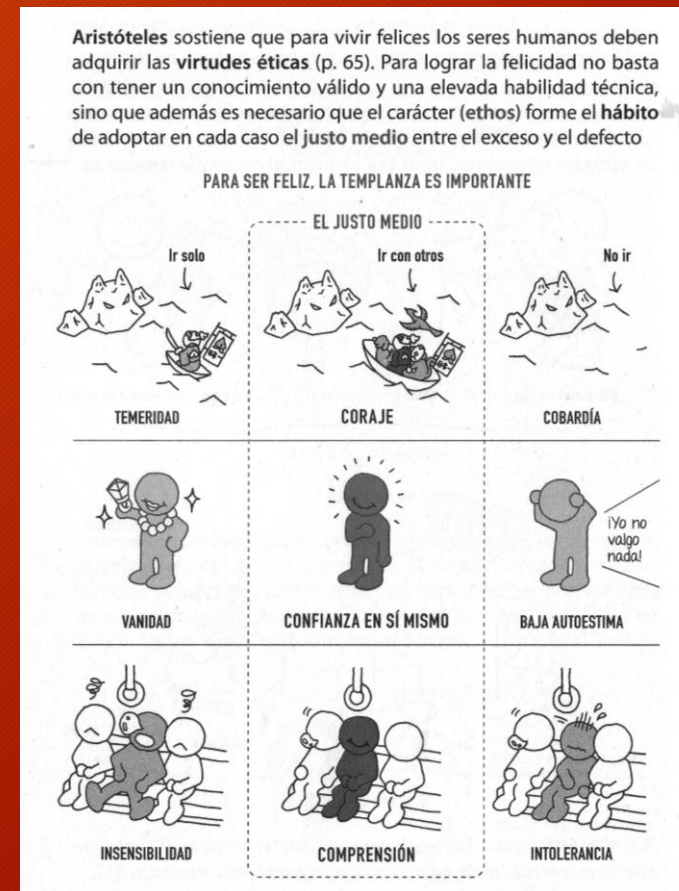 Aristóteles sostiene que para vivir felices los seres humanos deben
adquirir las virtudes éticas (p. 65). Para lograr la felicidad no basta
con tener un conocimiento válido y una elevada habilidad técnica,
sino que además es necesario que el carácter (ethos) forme el hábito
de adoptar en cada caso el justo medio entre el exceso y el defecto
PARA SER FELIZ, LA TEMPLANZA ES IMPORTANTE
EL JUSTO MEDIO
Ir solo
Ir con otros
No ir
TEMERIDAD
CORAJE
COBARDÍA
¡Yo no
valgo
nada!
VANIDAD
CONFIANZA EN SÍ MISMO
BAJA AUTOESTIMA
INSENSIBILIDAD
COMPRENSIÓN
INTOLERANCIA